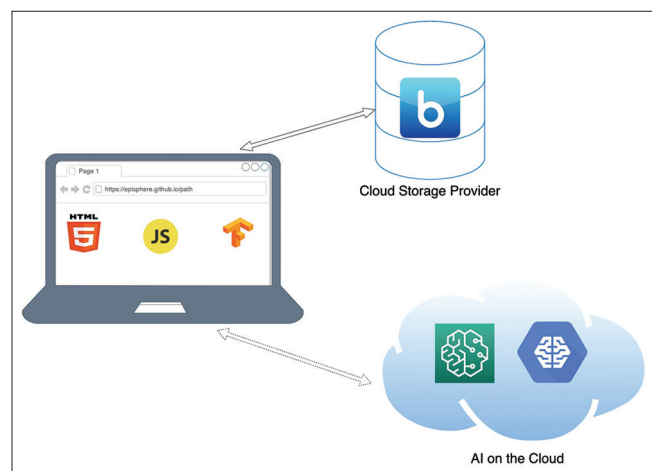 b
Cloud Storage Provider
Page 1
https://episphere.github.io/path
HTML
5
JS
AI on the Cloud